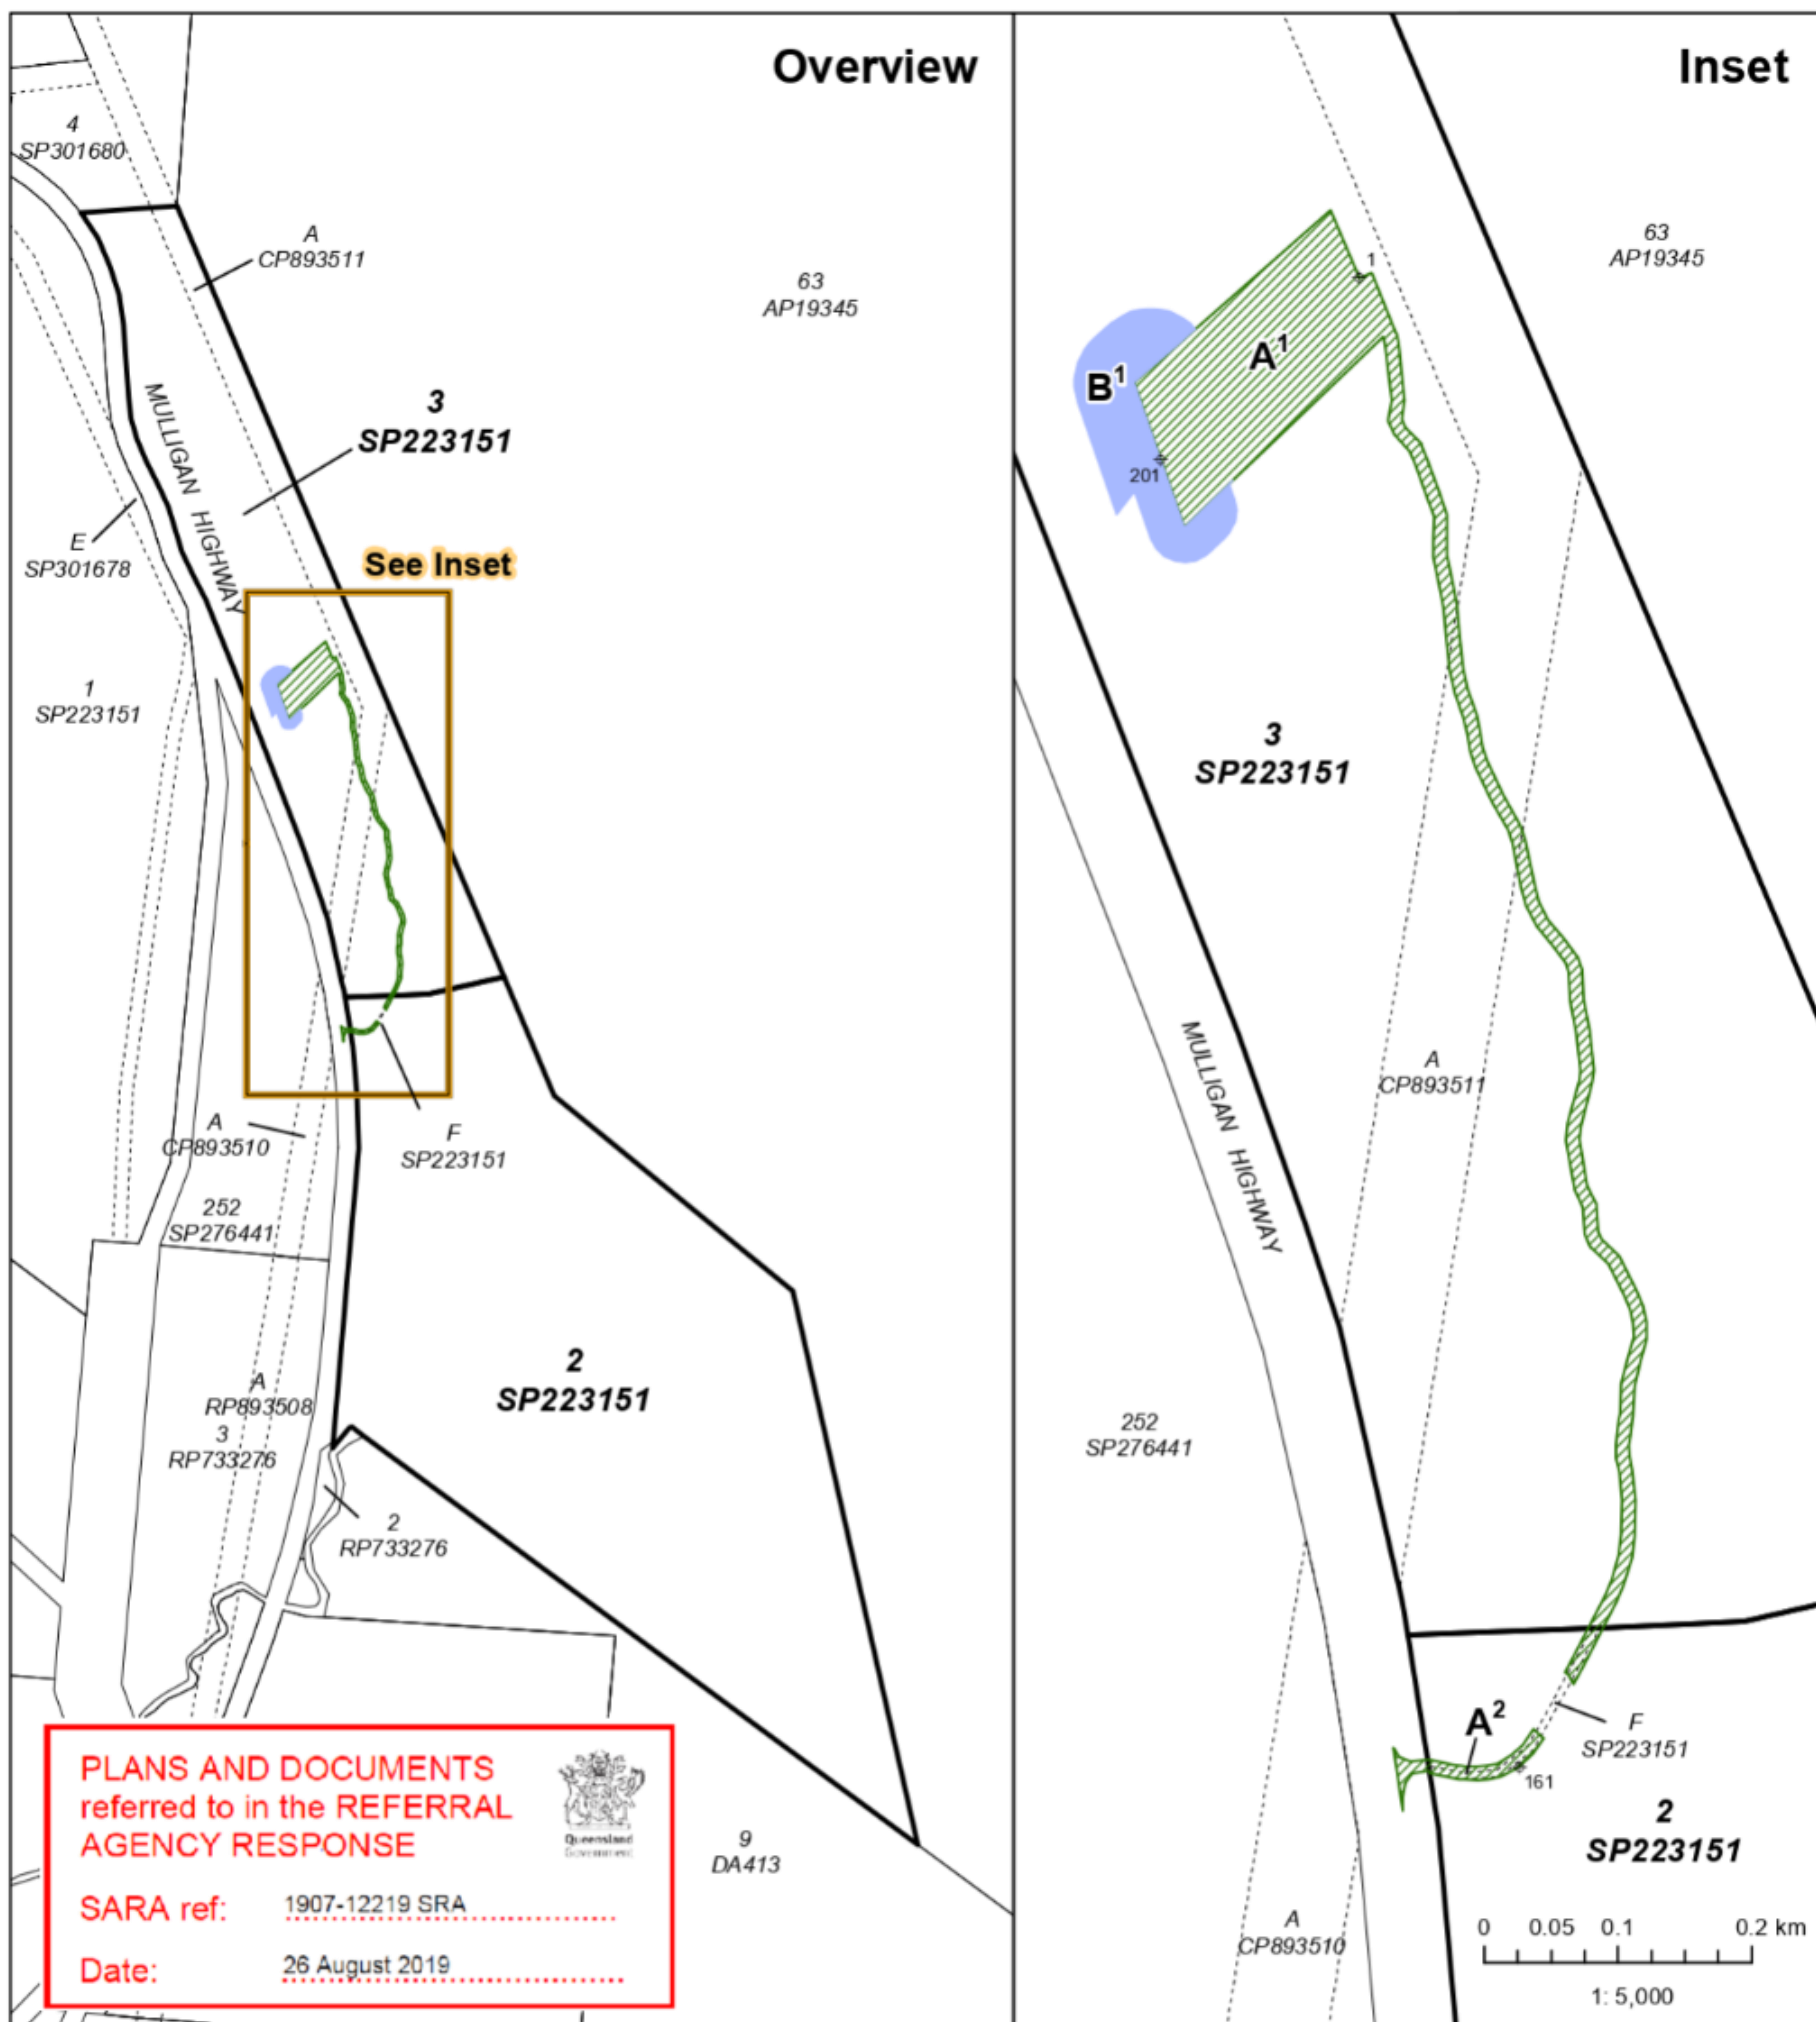 Overview
4
SP301680
A
CP893511
63
AP19345
3
SP223151
MULLIGAN HIGHWAY
E
SP301678
See Inset
1
SP223151
A
CP893510
F
SP223151
252
SP276441
2
SP223151
A
RP893508
3
RP733276
2
RP733276
9
DA413
PLANS AND DOCUMENTS
referred to in the REFERRAL
AGENCY RESPONSE
Queensland
Government
SARA ref: 1907-12219 SRA
Date: 26 August 2019
Inset
63
AP19345
1
A1
B1
201
3
SP223151
MULLIGAN HIGHWAY
A
CP893511
252
SP276441
A2
F
SP223151
161
2
SP223151
A
CP893510
0 0.05 0.1 0.2 km
1: 5,000